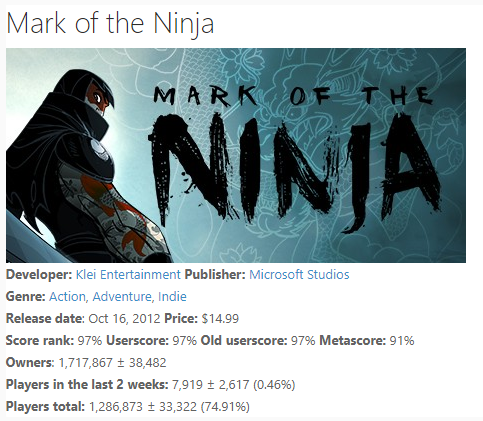 Mark of the Ninja
MARK OF THE
NINJA
Developer: Klei Entertainment Publisher: Microsoft Studios
Genre: Action, Adventure, Indie
Release date: Oct 16, 2012 Price: $14.99
Score rank: 97% Userscore: 97% Old userscore: 97% Metascore: 91%
Owners: 1,717,867 ± 38,482
Players in the last 2 weeks: 7,919 ± 2,617 (0.46%)
Players total: 1,286,873 ± 33,322 (74.91%)